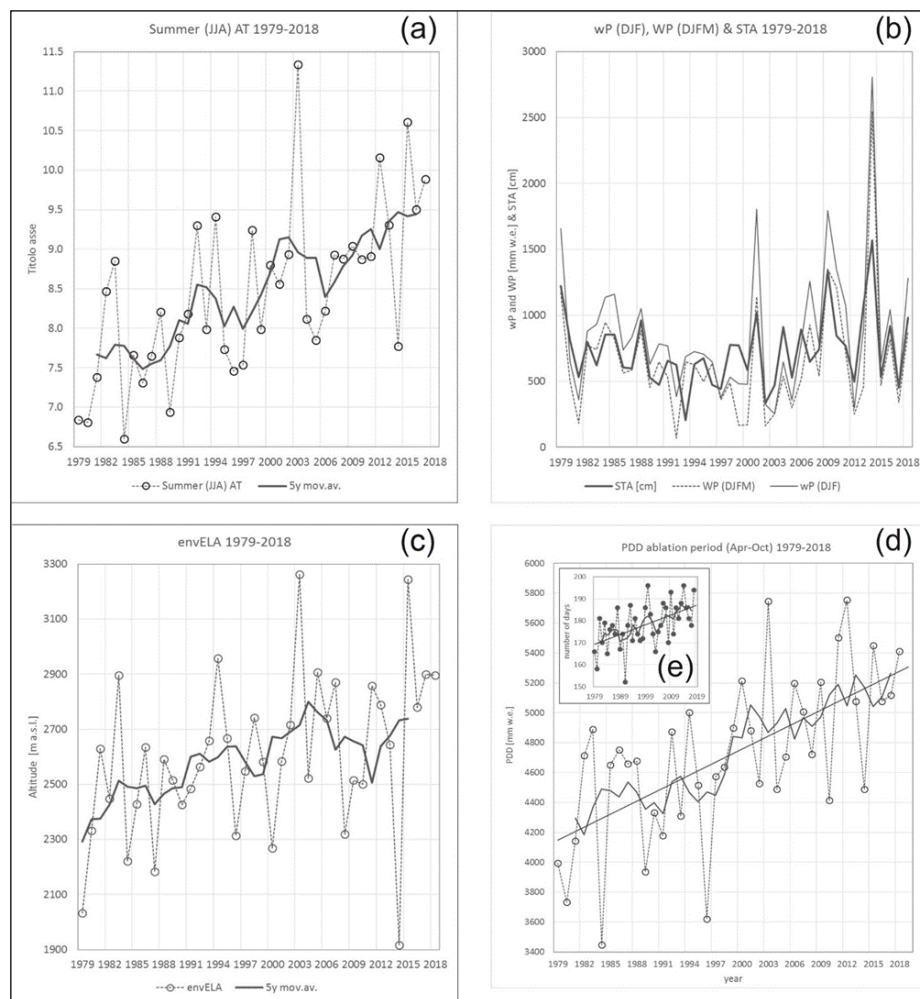 Summer (JJA) AT 1979-2018
(a)
Titolo asse
11.5
11.0
10.5
10.0
9.5
9.0
8.5
8.0
7.5
7.0
6.5
1979 1982 1985 1988 1991 1994 1997 2000 2003 2006 2009 2012 2015 2018
Summer (JJA) AT 5y mov.av.
wP (DJF), WP (DJFM) & STA 1979-2018
(b)
wP and WP [mm w.e.] & STA [cm]
3000
2500
2000
1500
1000
500
0
1979 1982 1985 1988 1991 1994 1997 2000 2003 2006 2009 2012 2015 2018
STA [cm] WP (DJFM) wP (DJF)
envELA 1979-2018
(c)
Altitude [m a.s.l.]
3300
3100
2900
2700
2500
2300
2100
1900
1979 1982 1985 1988 1991 1994 1997 2000 2003 2006 2009 2012 2015 2018
envELA 5y mov.av.
PDD ablation period (Apr-Oct) 1979-2018
(d)
PDD [mm w.e.]
6000
5800
5600
5400
5200
5000
4800
4600
4400
4200
4000
3800
3600
3400
1979 1982 1985 1988 1991 1994 1997 2000 2003 2006 2009 2012 2015 2018
year
number of days
200
190
180
170
160
150
(e)
1979 1989 1999 2009 2019